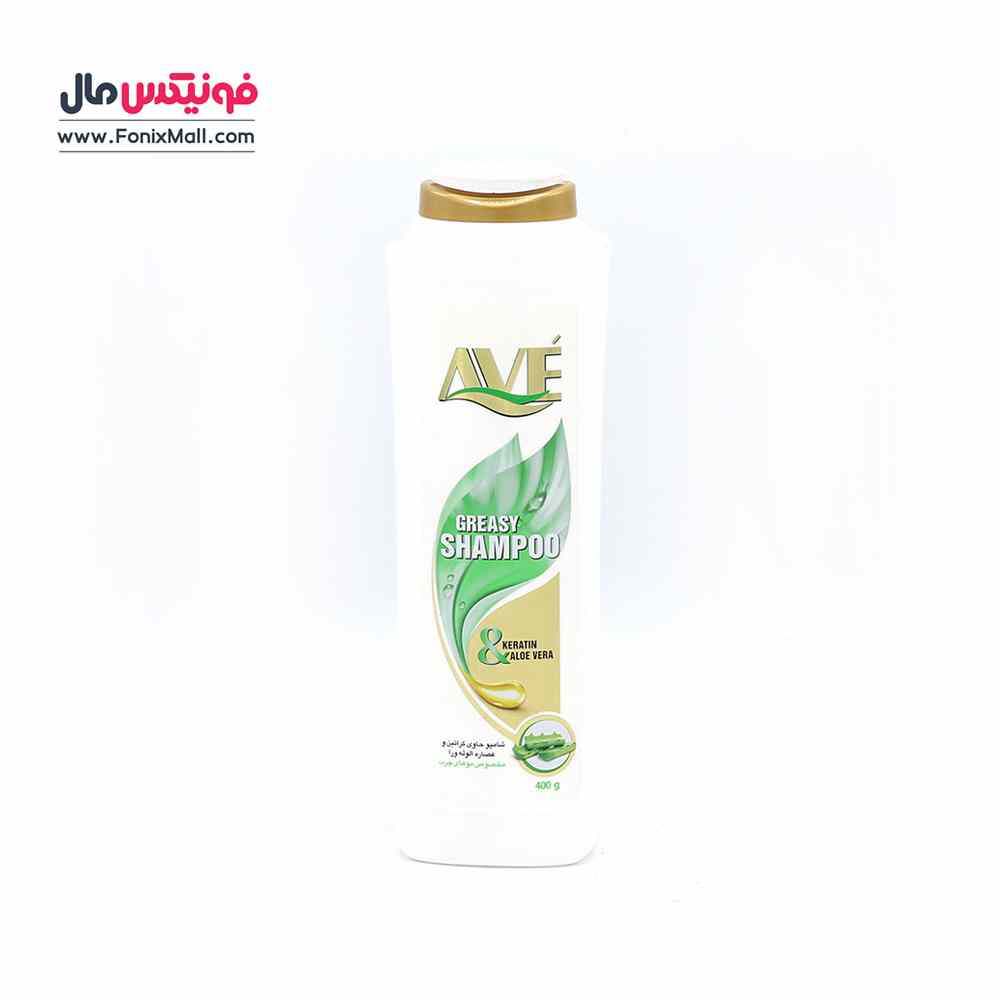 فونیکس مال
www.FonixMall.com
AVÉ
GREASY
SHAMPOO
& KERATIN
ALOE VERA
شامپو حاوی کراتین و
عصاره آلوئه ورا
مخصوص موهای چرب
400 g